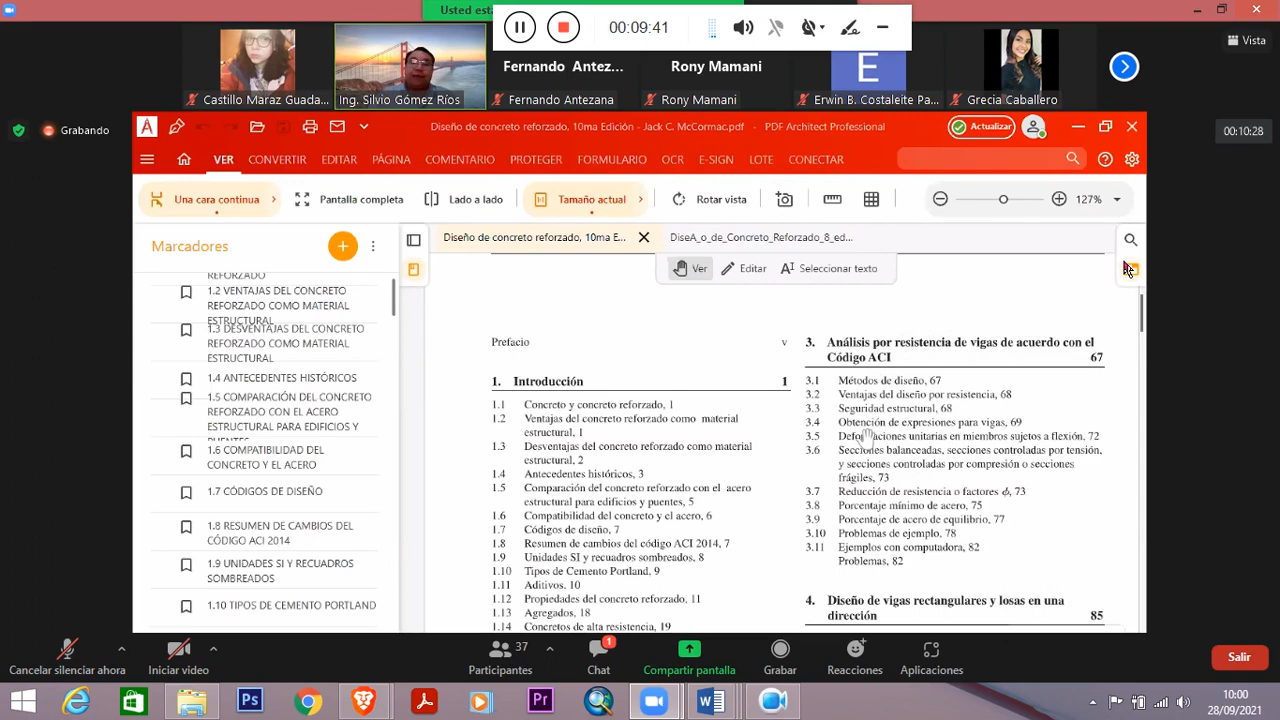 Usted esta
00:09:41
Vista
Castillo Maraz Guada...
Ing. Silvio Gómez Ríos
Fernando Antez...
Fernando Antezana
Rony Mamani
Rony Mamani
E
Erwin B. Costaleite Pa...
Grecia Caballero
Grabando
00:10:28
Diseño de concreto reforzado, 10ma Edición - Jack C. McCormac.pdf - PDF Architect Professional
Actualizar
VER CONVERTIR EDITAR PÁGINA COMENTARIO PROTEGER FORMULARIO OCR E-SIGN LOTE CONECTAR
Una cara continua Pantalla completa Lado a lado Tamaño actual Rotar vista 127%
Marcadores
Diseño de concreto reforzado, 10ma E...
DiseA_o_de_Concreto_Reforzado_8_ed...
Ver Editar Seleccionar texto
REFORZADO
1.2 VENTAJAS DEL CONCRETO
REFORZADO COMO MATERIAL
ESTRUCTURAL
1.3 DESVENTAJAS DEL CONCRETO
REFORZADO COMO MATERIAL
ESTRUCTURAL
1.4 ANTECEDENTES HISTÓRICOS
1.5 COMPARACIÓN DEL CONCRETO
REFORZADO CON EL ACERO
ESTRUCTURAL PARA EDIFICIOS Y
PUENTES
1.6 COMPATIBILIDAD DEL
CONCRETO Y EL ACERO
1.7 CÓDIGOS DE DISEÑO
1.8 RESUMEN DE CAMBIOS DEL
CÓDIGO ACI 2014
1.9 UNIDADES SI Y RECUADROS
SOMBREADOS
1.10 TIPOS DE CEMENTO PORTLAND
Prefacio v
1. Introducción 1
1.1 Concreto y concreto reforzado, 1
1.2 Ventajas del concreto reforzado como material
estructural, 1
1.3 Desventajas del concreto reforzado como material
estructural, 2
1.4 Antecedentes históricos, 3
1.5 Comparación del concreto reforzado con el acero
estructural para edificios y puentes, 5
1.6 Compatibilidad del concreto y el acero, 6
1.7 Códigos de diseño, 7
1.8 Resumen de cambios del código ACI 2014, 7
1.9 Unidades SI y recuadros sombreados, 8
1.10 Tipos de Cemento Portland, 9
1.11 Aditivos, 10
1.12 Propiedades del concreto reforzado, 11
1.13 Agregados, 18
1.14 Concretos de alta resistencia, 19
3. Análisis por resistencia de vigas de acuerdo con el
Código ACI 67
3.1 Métodos de diseño, 67
3.2 Ventajas del diseño por resistencia, 68
3.3 Seguridad estructural, 68
3.4 Obtención de expresiones para vigas, 69
3.5 Deformaciones unitarias en miembros sujetos a flexión, 72
3.6 Secciones balanceadas, secciones controladas por tensión,
y secciones controladas por compresión o secciones
frágiles, 73
3.7 Reducción de resistencia o factores ϕ, 73
3.8 Porcentaje mínimo de acero, 75
3.9 Porcentaje de acero de equilibrio, 77
3.10 Problemas de ejemplo, 78
3.11 Ejemplos con computadora, 82
Problemas, 82
4. Diseño de vigas rectangulares y losas en una
dirección 85
Cancelar silenciar ahora
Iniciar video
37
Participantes
1
Chat
Compartir pantalla
Grabar
Reacciones
Aplicaciones
Salir
Ps
Pr
10:00
28/09/2021